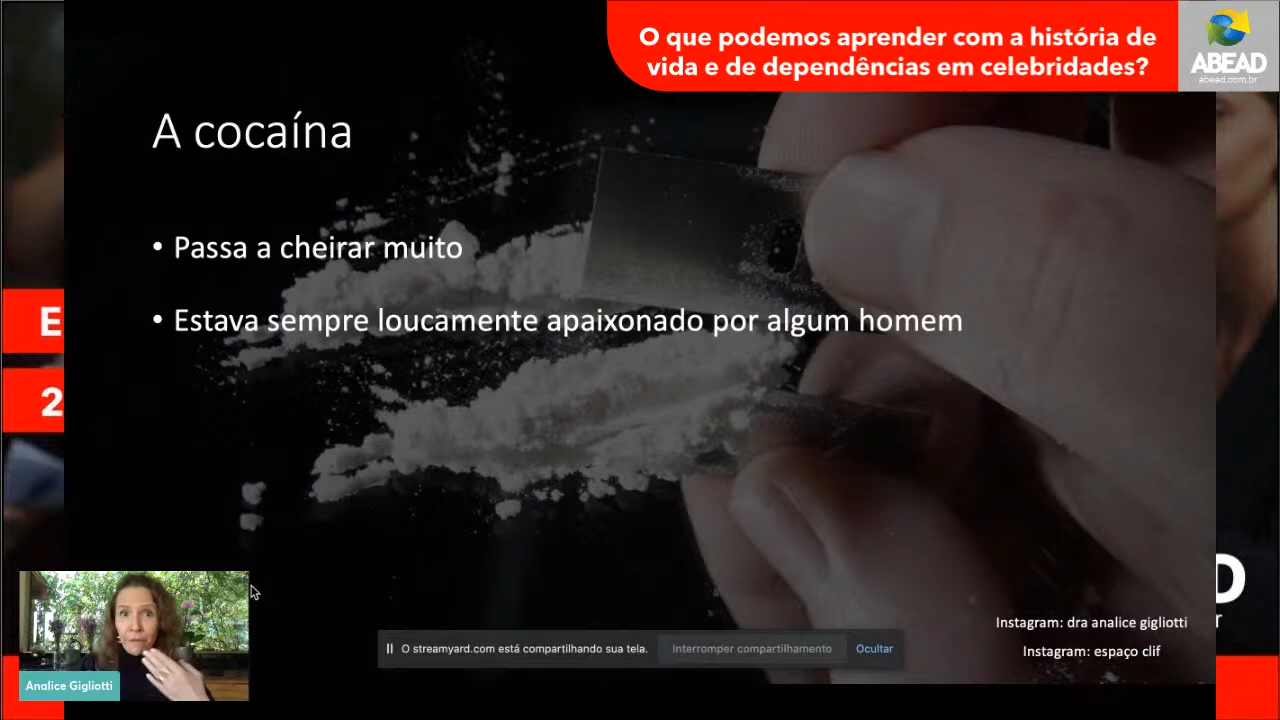 O que podemos aprender com a história de
vida e de dependências em celebridades?
ABEAD
abead.com.br
A cocaína
• Passa a cheirar muito
• Estava sempre loucamente apaixonado por algum homem
E
2
D
r
Instagram: dra analice gigliotti
O streamyard.com está compartilhando sua tela.
Interromper compartilhamento
Ocultar
Instagram: espaço clif
Analice Gigliotti